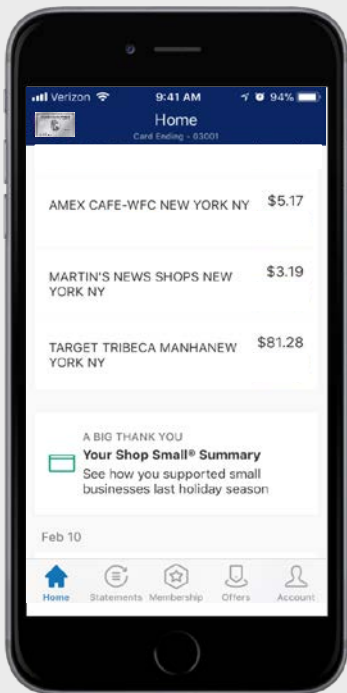 Verizon 9:41 AM 94%
Home
Card Ending - 03001
AMEX CAFE-WFC NEW YORK NY $5.17
MARTIN'S NEWS SHOPS NEW $3.19
YORK NY
TARGET TRIBECA MANHANEW $81.28
YORK NY
A BIG THANK YOU
Your Shop Small® Summary
See how you supported small
businesses last holiday season
Feb 10
Home Statements Membership Offers Account